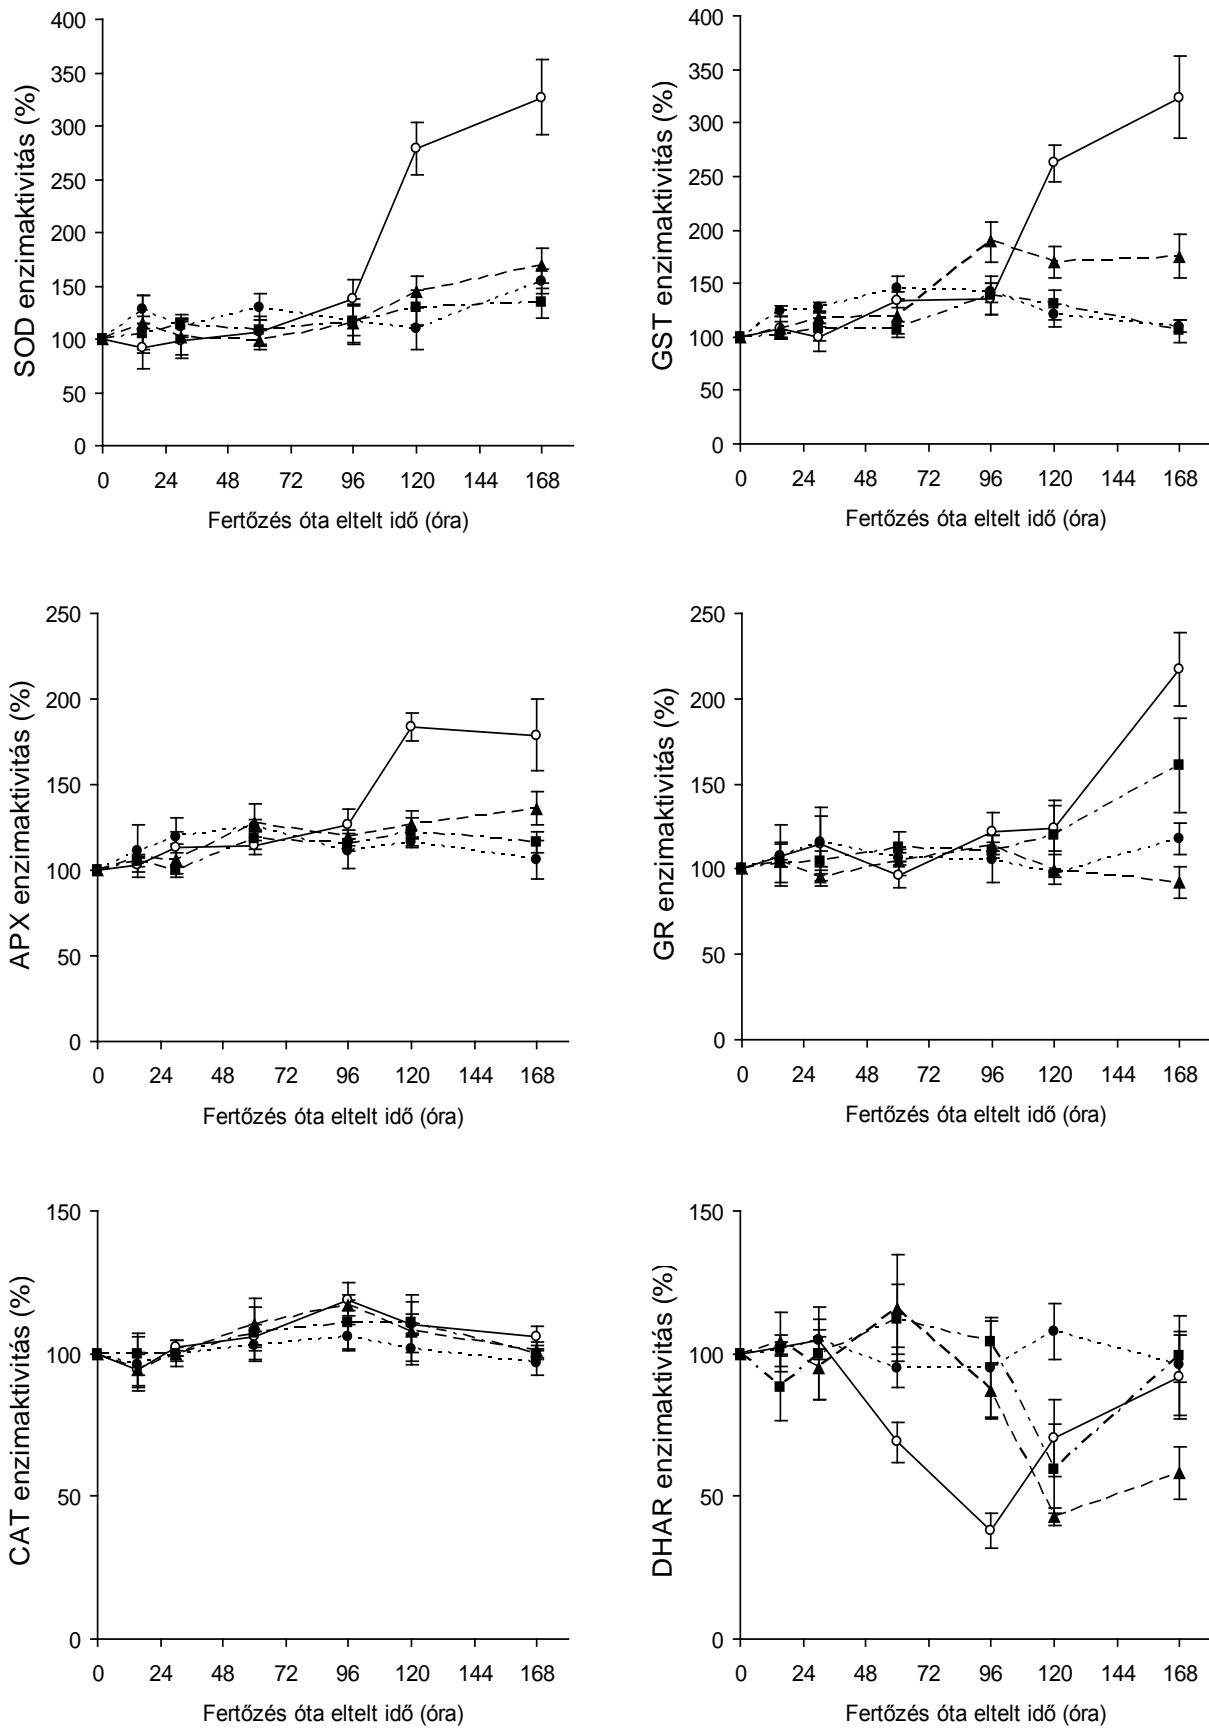 SOD enzimaktivitás (%)
400
350
300
250
200
150
100
50
0
0 24 48 72 96 120 144 168
Fertőzés óta eltelt idő (óra)
GST enzimaktivitás (%)
400
350
300
250
200
150
100
50
0
0 24 48 72 96 120 144 168
Fertőzés óta eltelt idő (óra)
APX enzimaktivitás (%)
250
200
150
100
50
0
0 24 48 72 96 120 144 168
Fertőzés óta eltelt idő (óra)
GR enzimaktivitás (%)
250
200
150
100
50
0
0 24 48 72 96 120 144 168
Fertőzés óta eltelt idő (óra)
CAT enzimaktivitás (%)
150
100
50
0
0 24 48 72 96 120 144 168
Fertőzés óta eltelt idő (óra)
DHAR enzimaktivitás (%)
150
100
50
0
0 24 48 72 96 120 144 168
Fertőzés óta eltelt idő (óra)